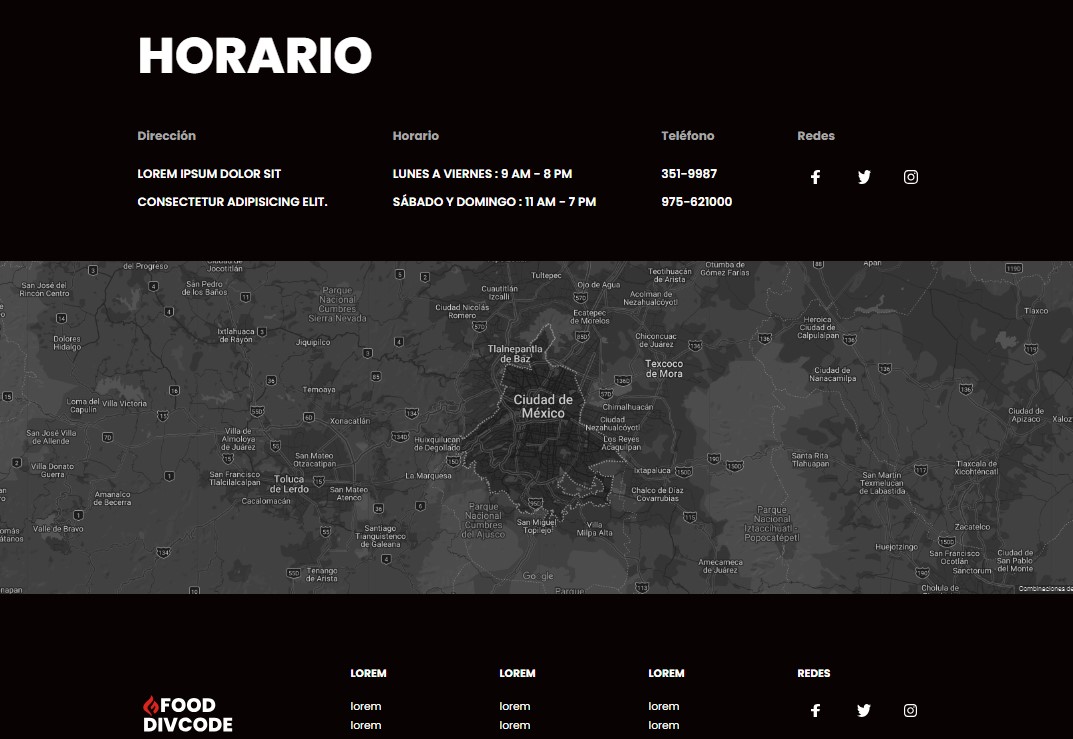 HORARIO
Dirección
LOREM IPSUM DOLOR SIT
CONSECTETUR ADIPISICING ELIT.
Horario
LUNES A VIERNES : 9 AM - 8 PM
SÁBADO Y DOMINGO : 11 AM - 7 PM
Teléfono
351-9987
975-621000
Redes
del Progreso
Jocotitlán
San José del
Rincón Centro
San Pedro
de los Baños
Parque
Nacional
Cumbres
Sierra Nevada
Cuautitlán
Izcalli
Tultepec
Ojo de Agua
Teotihuacán
de Arista
Otumba de
Gómez Farías
Apan
Acolman de
Nezahualcóyotl
Ciudad Nicolás
Romero
Ecatepec
de Morelos
Tlaxco
Dolores
Hidalgo
Ixtlahuaca
de Rayón
Jiquipilco
Heroica
Ciudad de
Calpulalpan
Chiconcuac
de Juárez
Tlalnepantla
de Baz
Texcoco
de Mora
Ciudad de
Nanacamilpa
Temoaya
Ciudad de
México
Chimalhuacán
Loma del
Capulín
Villa Victoria
Xonacatlán
Ciudad
Nezahualcóyotl
Ciudad de
Apizaco
San José Villa
de Allende
Villa de
Almoloya
de Juárez
Huixquilucan
de Degollado
Los Reyes
Acaquilpan
San Mateo
Otzacatipan
Santa Rita
Tlahuapan
Villa Donato
Guerra
San Francisco
Tlalcilalcalpan
Toluca
de Lerdo
La Marquesa
Ixtapaluca
Tlaxcala de
Xicohténcatl
San Martin
Texmelucan
de Labastida
Amanalco
de Becerra
Cacalomacán
San Mateo
Atenco
Chalco de Díaz
Covarrubias
Parque
Nacional
Cumbres
del Ajusco
San Miguel
Topilejo
Villa
Milpa Alta
Parque
Nacional
Iztaccíhuatl-
Popocatépetl
Valle de Bravo
Santiago
Tianguistenco
de Galeana
Zacatelco
Huejotzingo
San Francisco
Ocotlán
Ciudad de
San Pablo
del Monte
Sanctorum
Tenango
de Arista
Amecameca
de Juárez
Google
Parque
Cholula de
Combinaciones de
FOOD
DIVCODE
LOREM
lorem
lorem
LOREM
lorem
lorem
LOREM
lorem
lorem
REDES